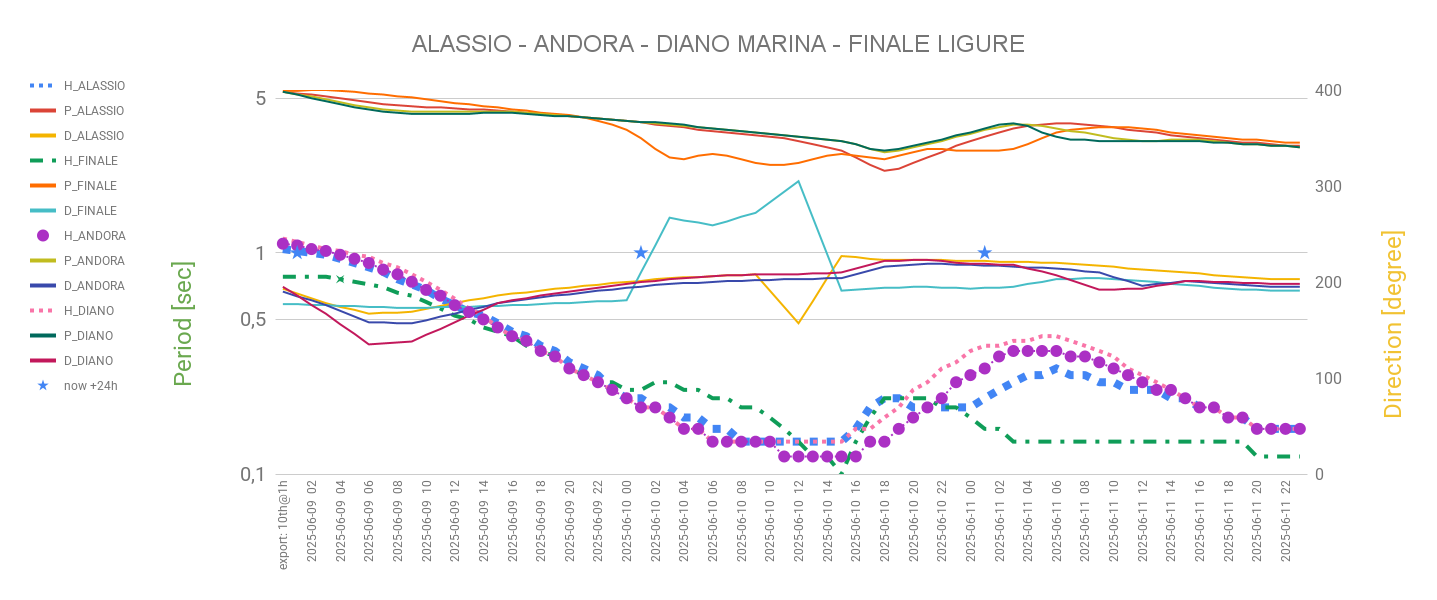 ALASSIO - ANDORA - DIANO MARINA - FINALE LIGURE
H_ALASSIO
P_ALASSIO
D_ALASSIO
H_FINALE
P_FINALE
D_FINALE
H_ANDORA
P_ANDORA
D_ANDORA
H_DIANO
P_DIANO
D_DIANO
now +24h
Period [sec]
5
1
0,5
0,1
400
300
200
100
0
Direction [degree]
export: 10th@1h
2025-06-09 02
2025-06-09 04
2025-06-09 06
2025-06-09 08
2025-06-09 10
2025-06-09 12
2025-06-09 14
2025-06-09 16
2025-06-09 18
2025-06-09 20
2025-06-09 22
2025-06-10 00
2025-06-10 02
2025-06-10 04
2025-06-10 06
2025-06-10 08
2025-06-10 10
2025-06-10 12
2025-06-10 14
2025-06-10 16
2025-06-10 18
2025-06-10 20
2025-06-10 22
2025-06-11 00
2025-06-11 02
2025-06-11 04
2025-06-11 06
2025-06-11 08
2025-06-11 10
2025-06-11 12
2025-06-11 14
2025-06-11 16
2025-06-11 18
2025-06-11 20
2025-06-11 22